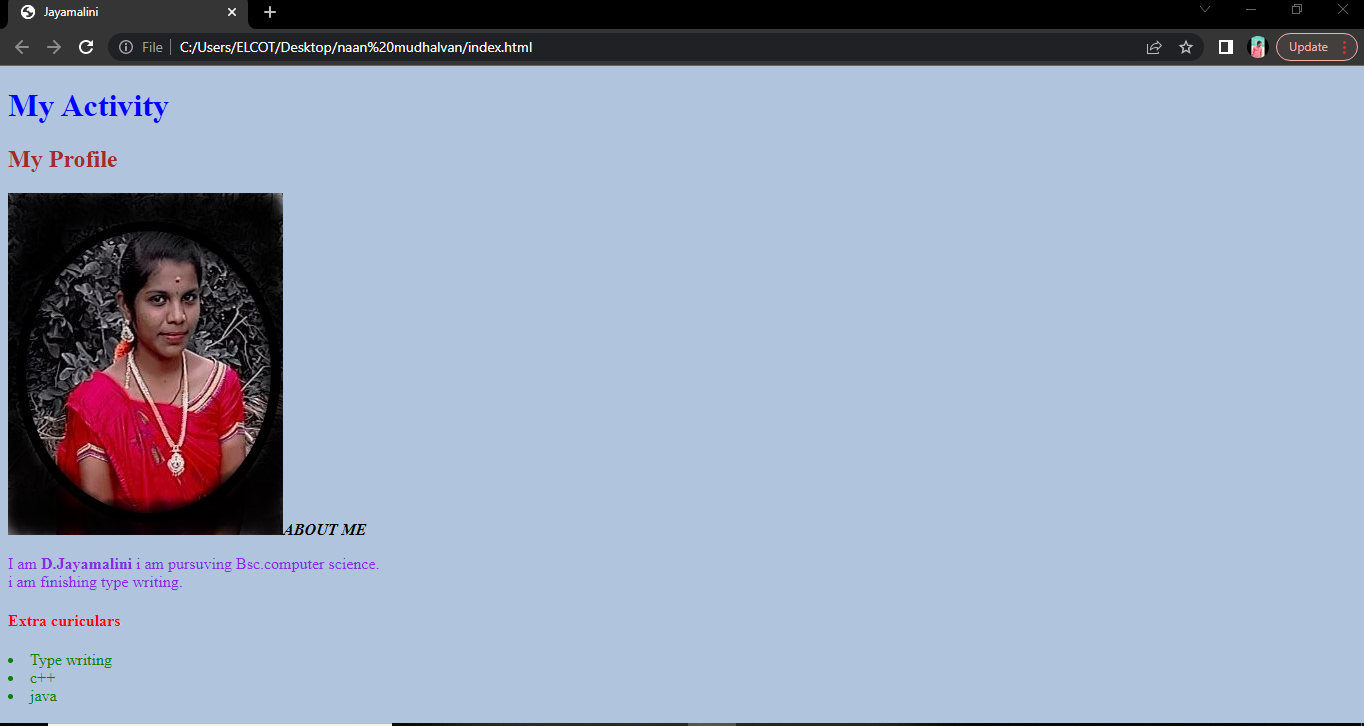 Jayamalini
Update
File
C:/Users/ELCOT/Desktop/naan%20mudhalvan/index.html
My Activity
My Profile
ABOUT ME
I am D.Jayamalini i am pursuving Bsc.computer science.
i am finishing type writing.
Extra curiculars
Type writing
c++
java